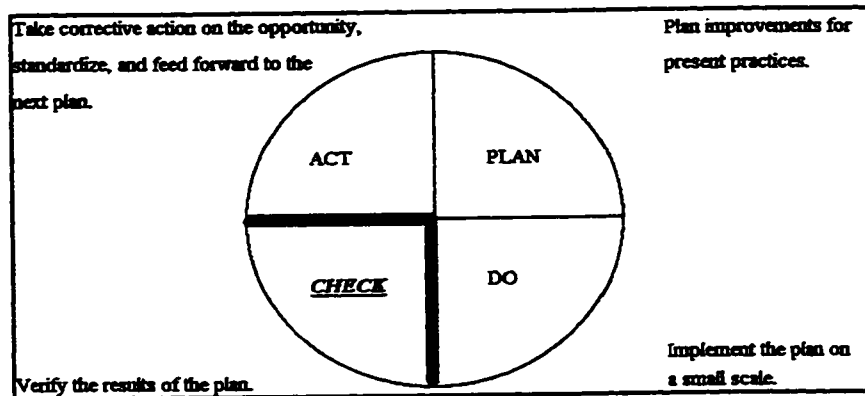 Take corrective action on the opportunity,
standardize, and feed forward to the
next plan.
Plan improvements for
present practices.
ACT
PLAN
CHECK
DO
Verify the results of the plan.
Implement the plan on
a small scale.